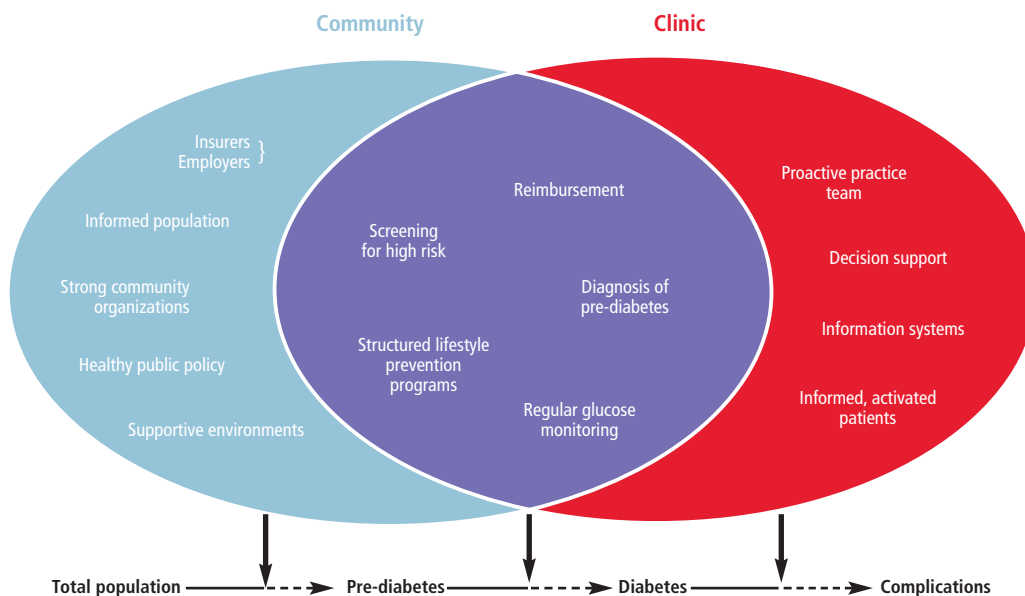 Community
Clinic
Insurers
Employers }
Informed population
Strong community
organizations
Healthy public policy
Supportive environments
Reimbursement
Screening
for high risk
Diagnosis of
pre-diabetes
Structured lifestyle
prevention
programs
Regular glucose
monitoring
Proactive practice
team
Decision support
Information systems
Informed, activated
patients
Total population
Pre-diabetes
Diabetes
Complications